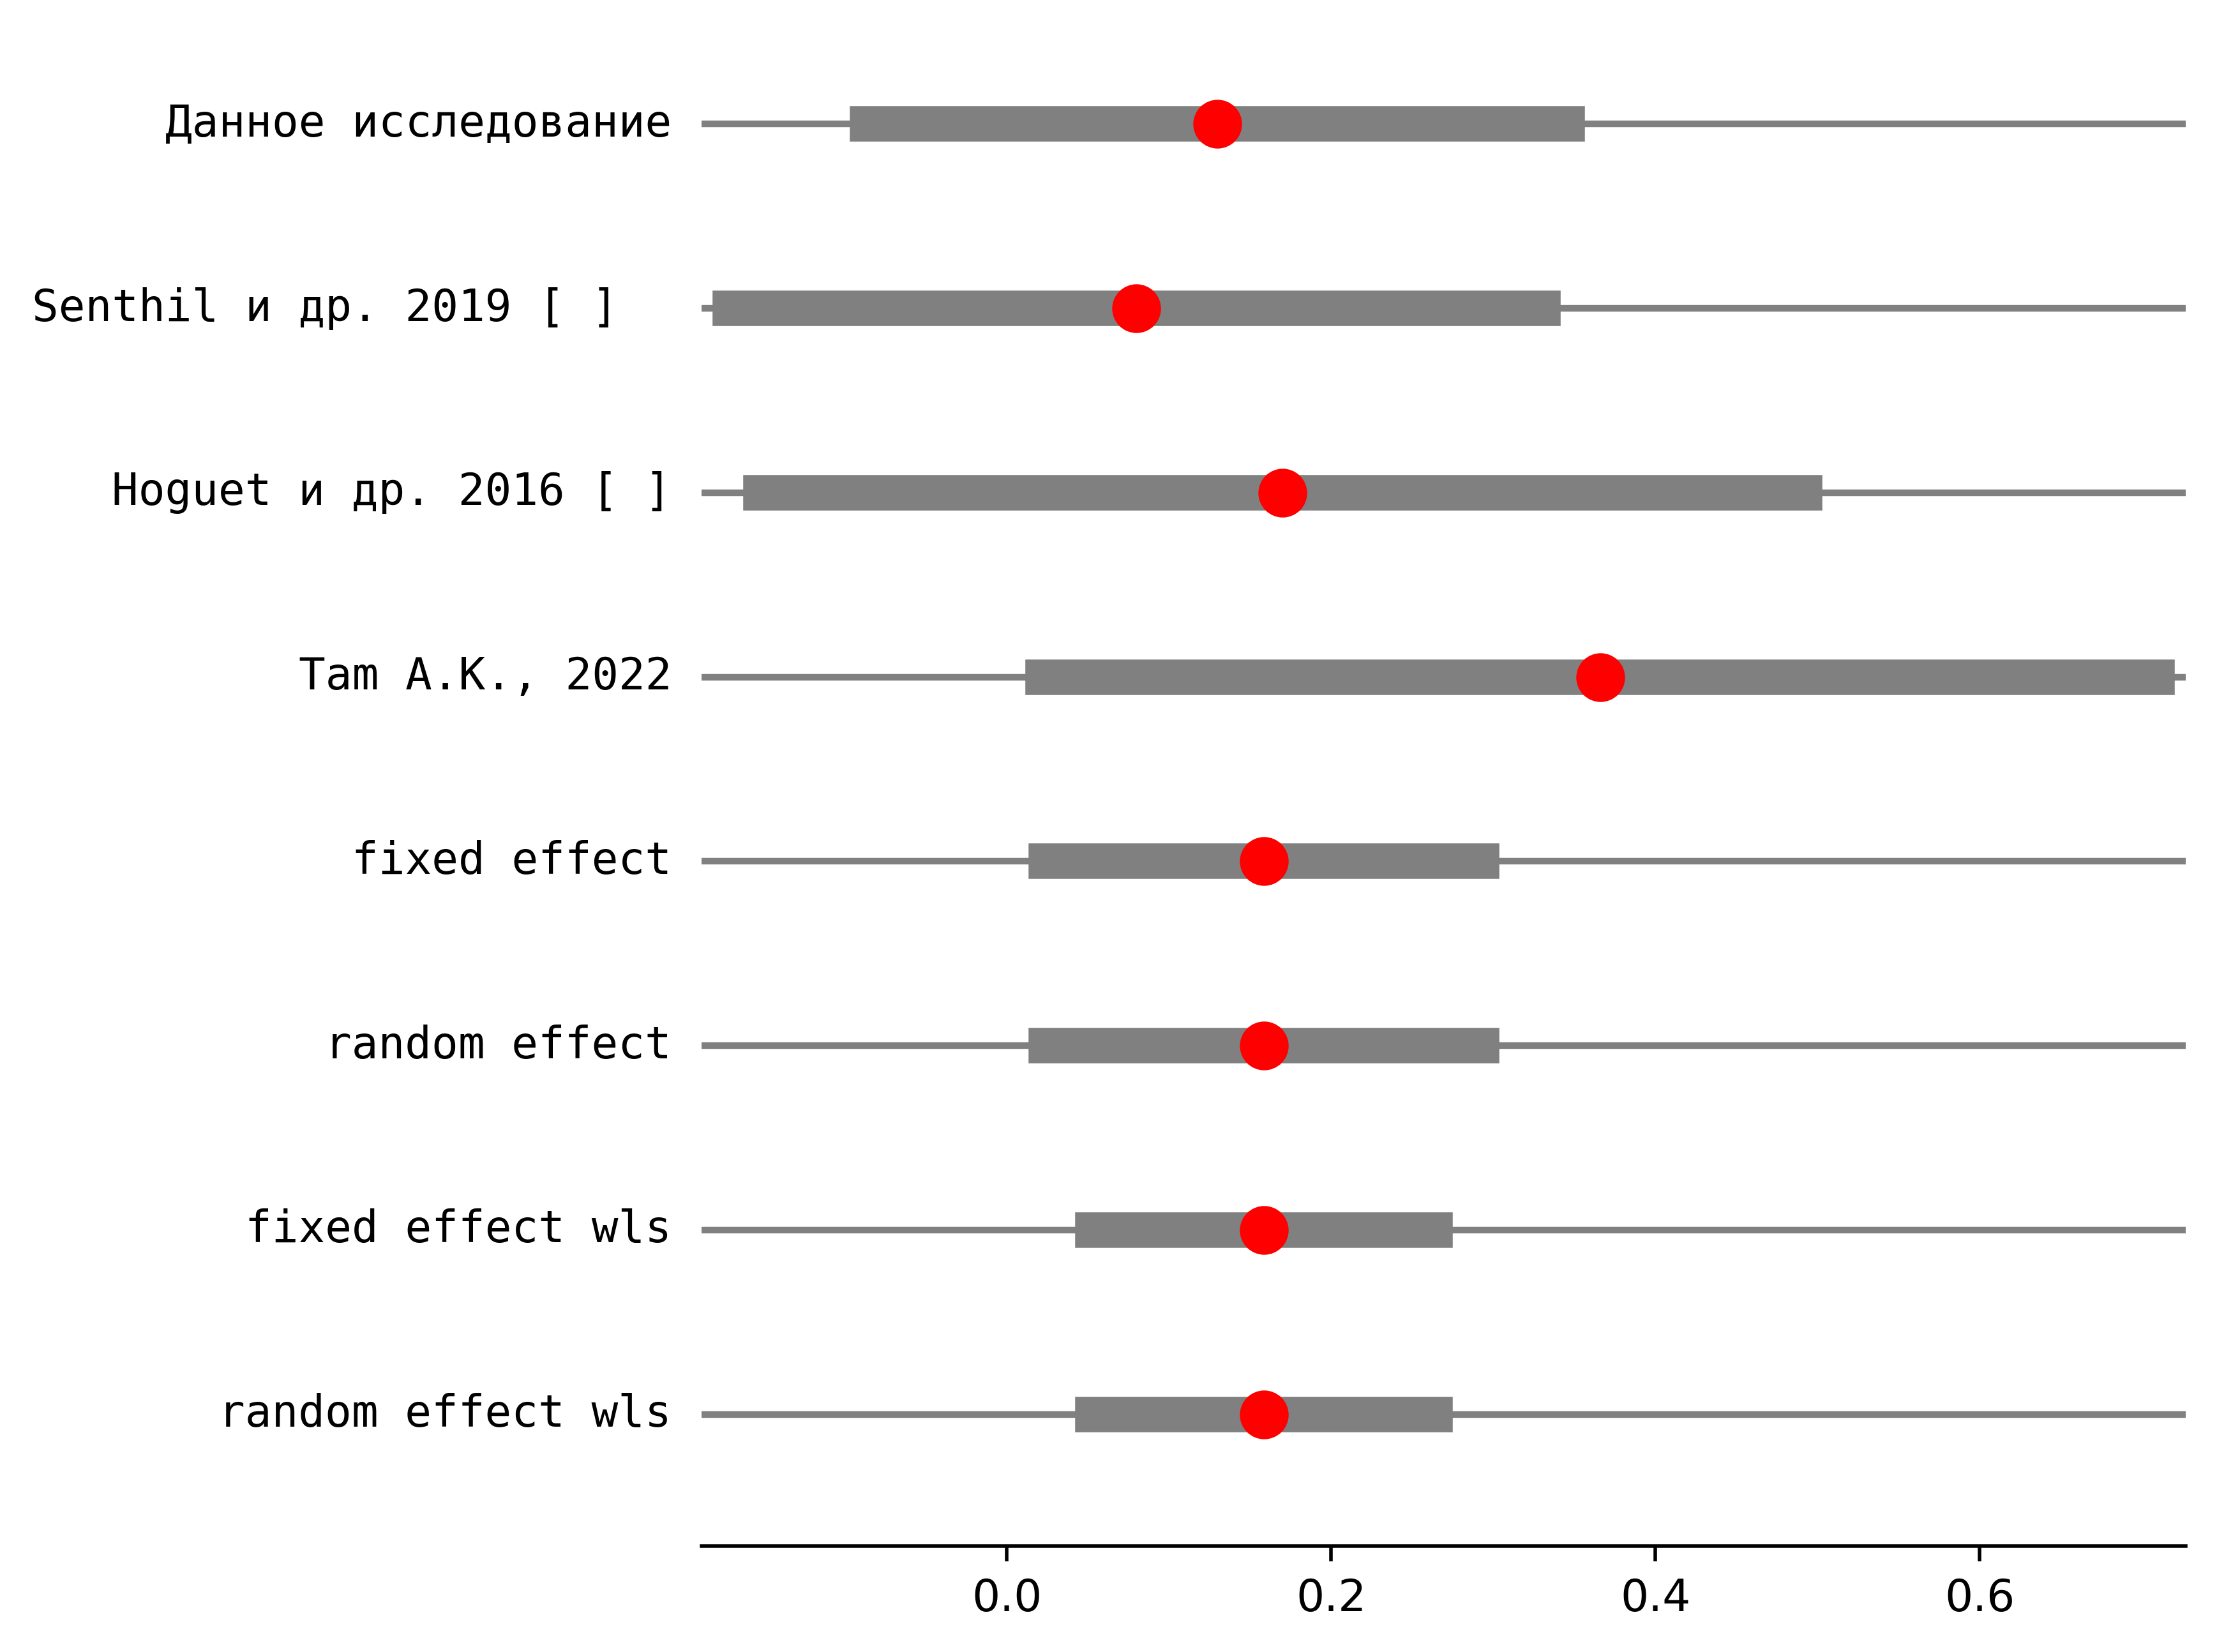 Данное исследование
Senthil и др. 2019 [ ]
Hoguet и др. 2016 [ ]
Tam A.K., 2022
fixed effect
random effect
fixed effect wls
random effect wls
0.0 0.2 0.4 0.6